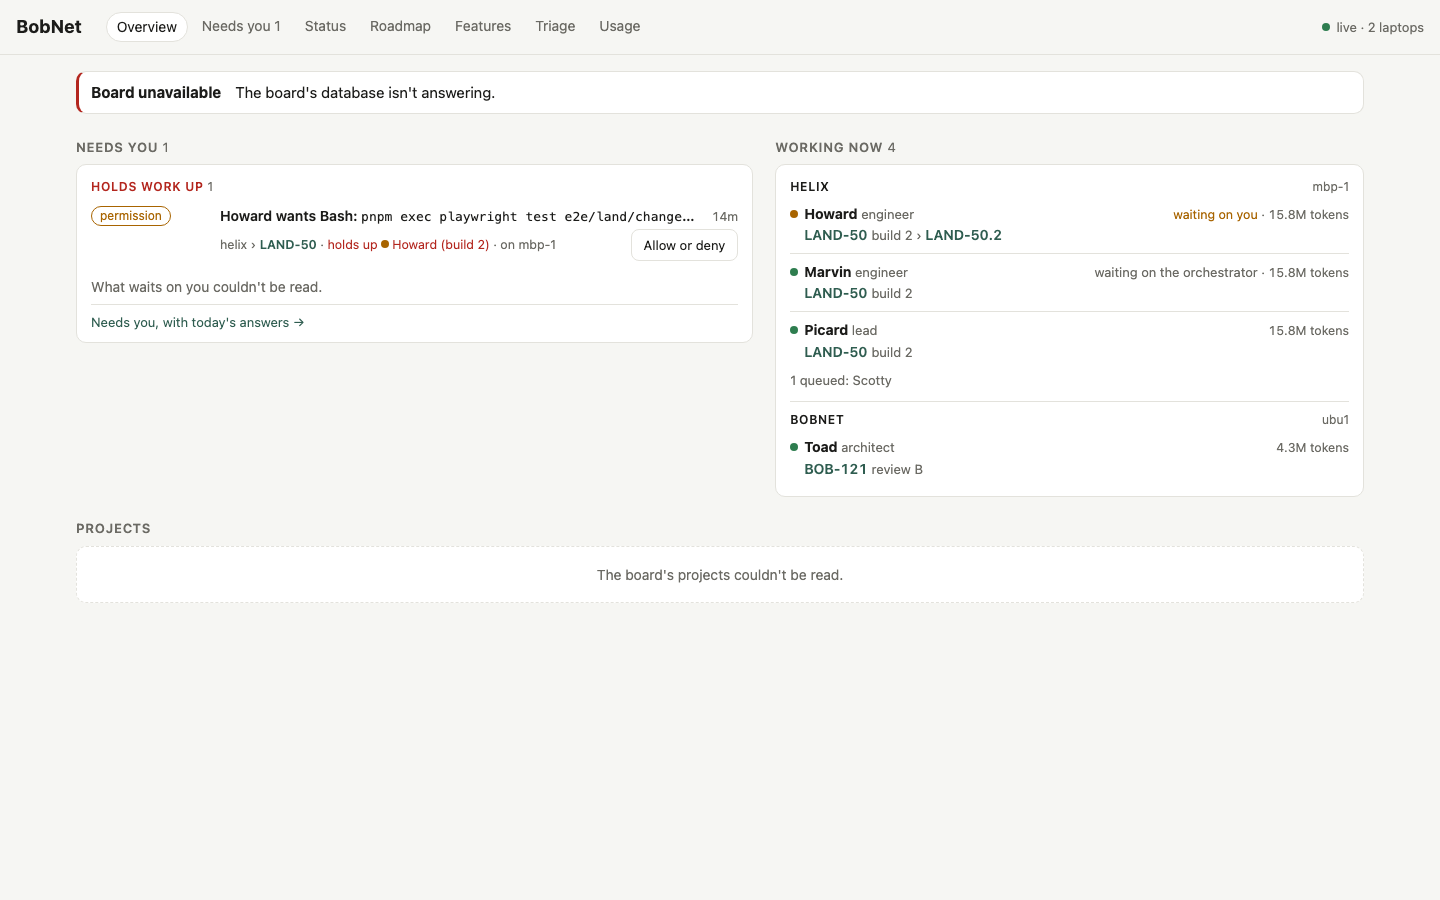 BobNet Overview Needs you 1 Status Roadmap Features Triage Usage live · 2 laptops
Board unavailable The board's database isn't answering.
NEEDS YOU 1
HOLDS WORK UP 1
permission Howard wants Bash: pnpm exec playwright test e2e/land/change… 14m
helix › LAND-50 · holds up Howard (build 2) · on mbp-1 Allow or deny
What waits on you couldn't be read.
Needs you, with today's answers →
WORKING NOW 4
HELIX mbp-1
Howard engineer waiting on you · 15.8M tokens
LAND-50 build 2 › LAND-50.2
Marvin engineer waiting on the orchestrator · 15.8M tokens
LAND-50 build 2
Picard lead 15.8M tokens
LAND-50 build 2
1 queued: Scotty
BOBNET ubu1
Toad architect 4.3M tokens
BOB-121 review B
PROJECTS
The board's projects couldn't be read.